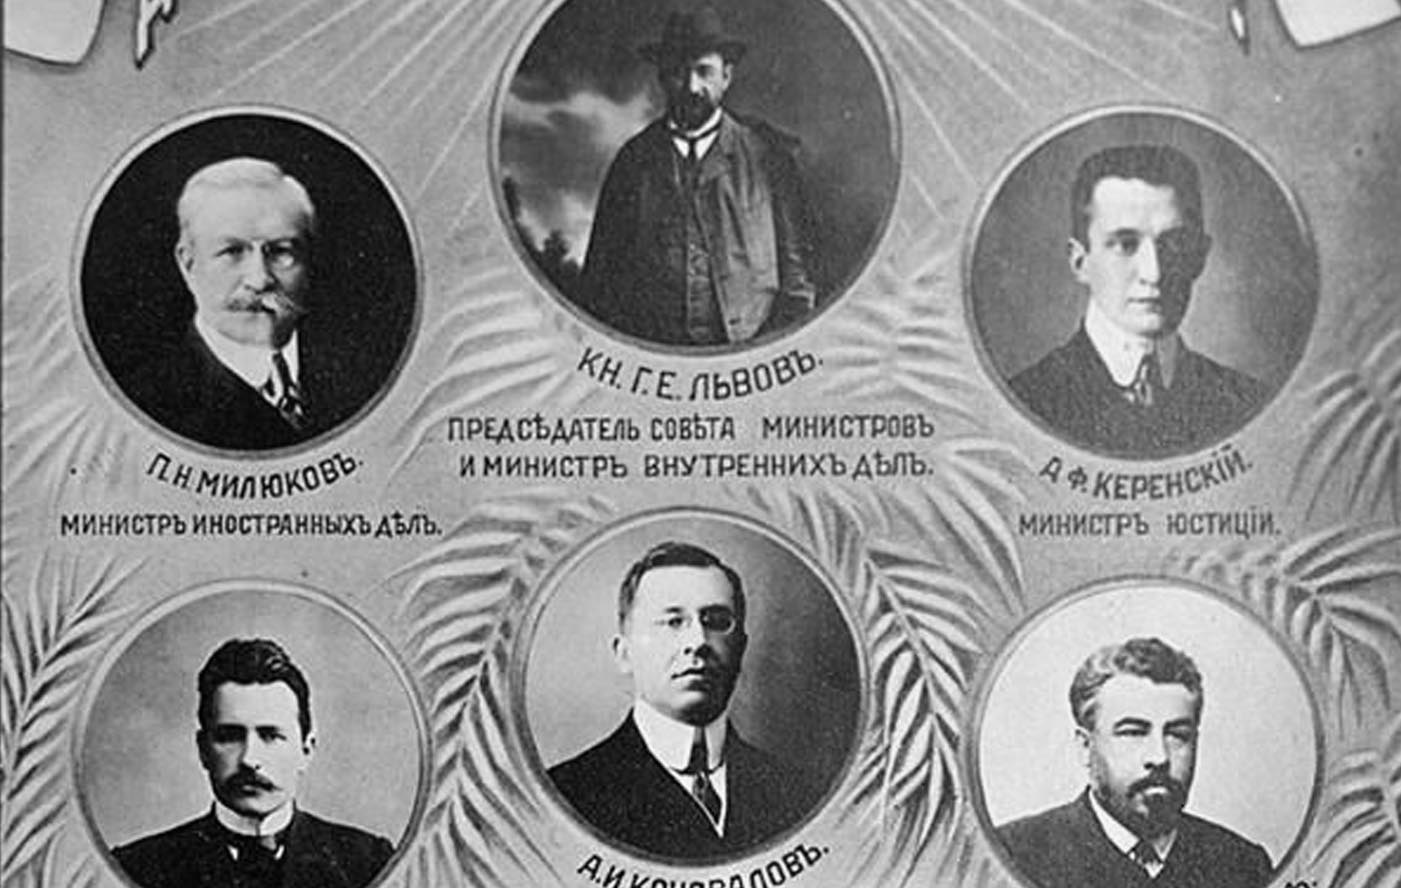 КН. Г. Е. ЛЬВОВЪ.
ПРЕДСѢДАТЕЛЬ СОВѢТА МИНИСТРОВЪ
И МИНИСТРЪ ВНУТРЕННИХЪ ДѢЛЪ.
П. Н. МИЛЮКОВЪ.
МИНИСТРЪ ИНОСТРАННЫХЪ ДѢЛЪ.
А. Ф. КЕРЕНСКІЙ.
МИНИСТРЪ ЮСТИЦІИ.
А. И. КОНОВАЛОВЪ.